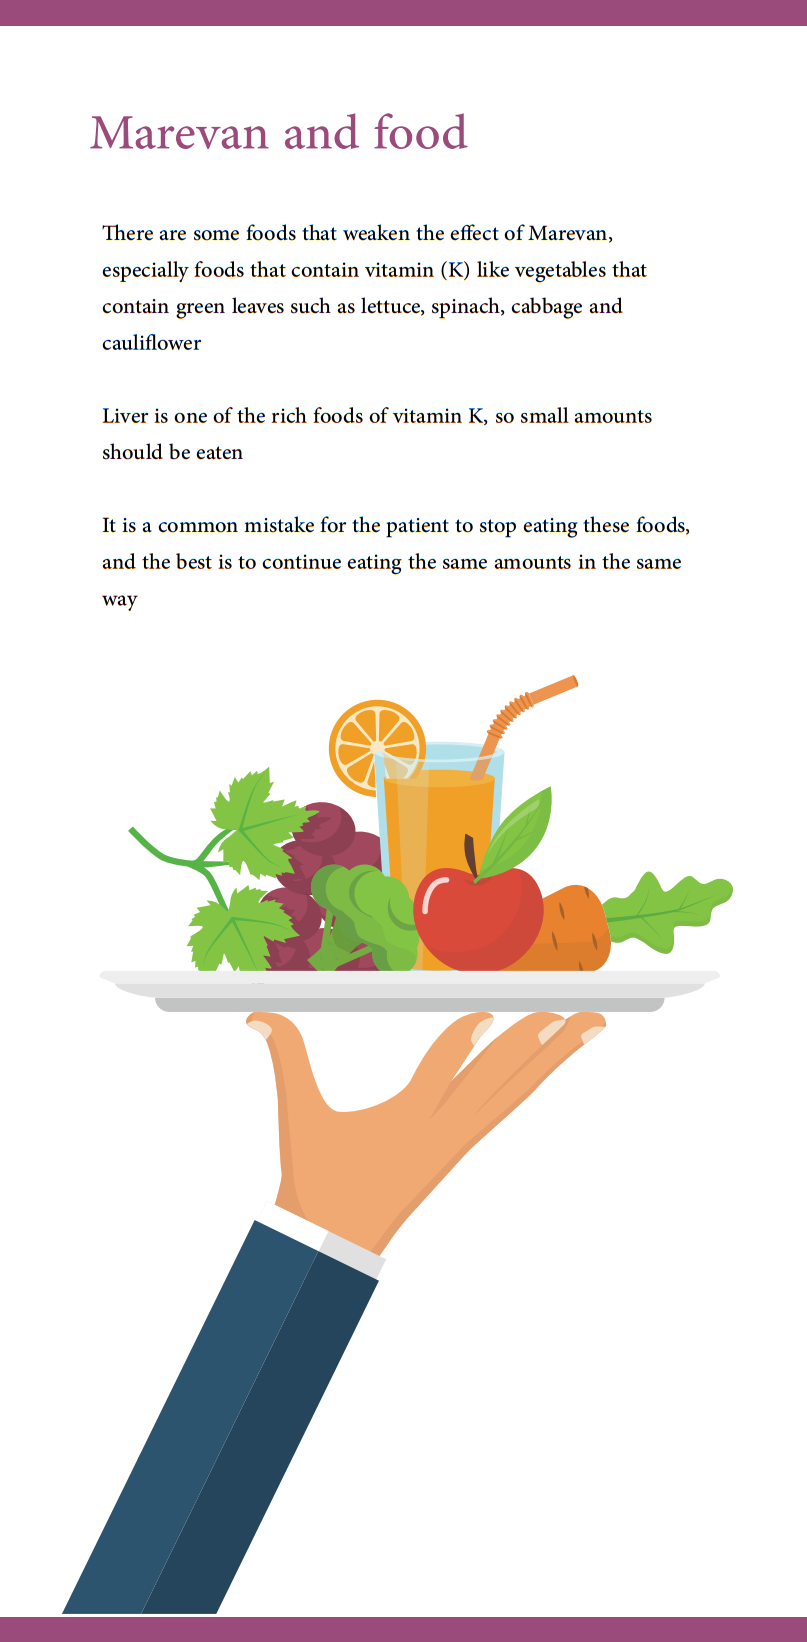 Marevan and food
There are some foods that weaken the effect of Marevan,
especially foods that contain vitamin (K) like vegetables that
contain green leaves such as lettuce, spinach, cabbage and
cauliflower
Liver is one of the rich foods of vitamin K, so small amounts
should be eaten
It is a common mistake for the patient to stop eating these foods,
and the best is to continue eating the same amounts in the same
way